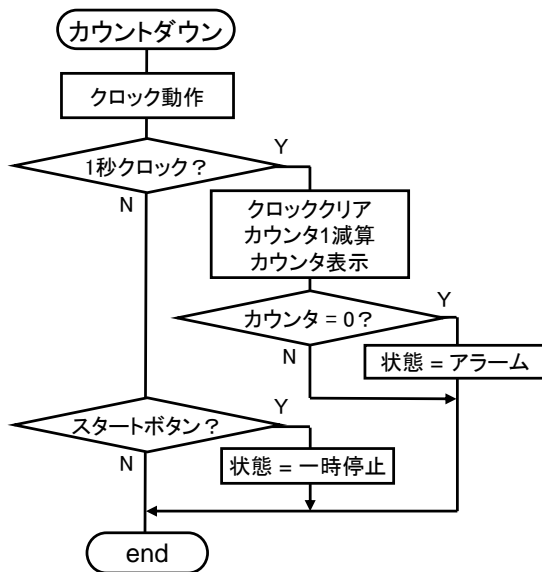 カウントダウン
クロック動作
1秒クロック？
Y
N
クロッククリア
カウンタ1減算
カウンタ表示
カウンタ = 0？
Y
N
状態 = アラーム
スタートボタン？
Y
N
状態 = 一時停止
end